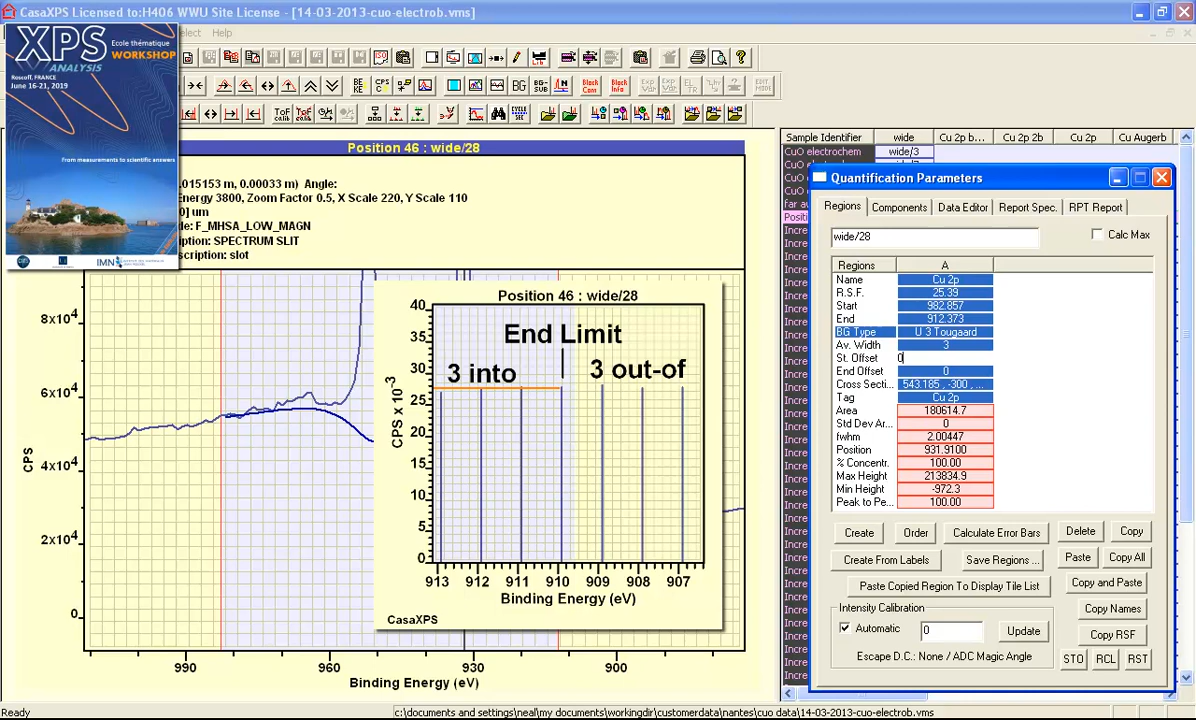 CasaXPS Licensed to:H406 WWU Site License - [14-03-2013-cuo-electrob.vms]
elect Help
XPS
ANALYSIS
Ecole thématique
WORKSHOP
Roscoff, FRANCE
June 16-21, 2019
From measurements to scientific answers
IMN
Position 46 : wide/28
.015153 m, 0.00033 m) Angle:
Energy 3800, Zoom Factor 0.5, X Scale 220, Y Scale 110
0] um
de: F_MHSA_LOW_MAGN
iption: SPECTRUM SLIT
scription: slot
8x10^4
6x10^4
4x10^4
2x10^4
0
CPS
990 960 930 900
Binding Energy (eV)
Position 46 : wide/28
End Limit
3 into
3 out-of
40
35
30
25
20
15
10
5
0
CPS x 10^-3
913 912 911 910 909 908 907
Binding Energy (eV)
CasaXPS
Sample Identifier wide Cu 2p b... Cu 2p 2b Cu 2p Cu Augerb
CuO electrochem wide/3
Quantification Parameters
Regions Components Data Editor Report Spec. RPT Report
wide/28
Calc Max
Regions A
Name Cu 2p
R.S.F. 25.39
Start 982.857
End 912.373
BG Type U 3 Tougaard
Av. Width 3
St. Offset 0
End Offset 0
Cross Secti... 543.185 , -300 , ...
Tag Cu 2p
Area 180614.7
Std Dev Ar... 0
fwhm 2.00447
Position 931.9100
% Concentr. 100.00
Max Height 213834.9
Min Height -972.3
Peak to Pe... 100.00
Create Order Calculate Error Bars Delete Copy
Create From Labels Save Regions ... Paste Copy All
Paste Copied Region To Display Tile List Copy and Paste
Intensity Calibration Copy Names
Automatic 0 Update Copy RSF
Escape D.C.: None / ADC Magic Angle STO RCL RST
Ready
c:\documents and settings\neal\my documents\workingdir\customerdata\nantes\cuo data\14-03-2013-cuo-electrob.vms